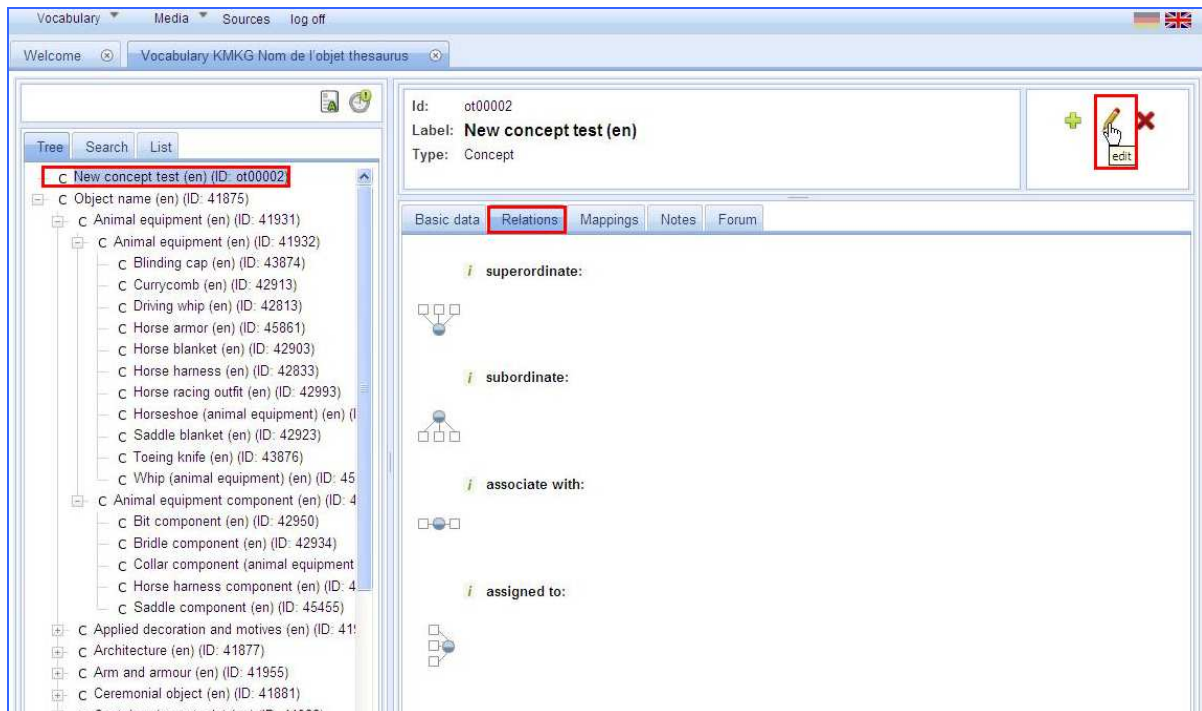 Vocabulary Media Sources log off
Welcome Vocabulary KMKG Nom de l'objet thesaurus
Tree Search List
C New concept test (en) (ID: ot00002)
C Object name (en) (ID: 41875)
C Animal equipment (en) (ID: 41931)
C Animal equipment (en) (ID: 41932)
C Blinding cap (en) (ID: 43874)
C Currycomb (en) (ID: 42913)
C Driving whip (en) (ID: 42813)
C Horse armor (en) (ID: 45861)
C Horse blanket (en) (ID: 42903)
C Horse harness (en) (ID: 42833)
C Horse racing outfit (en) (ID: 42993)
C Horseshoe (animal equipment) (en) (I
C Saddle blanket (en) (ID: 42923)
C Toeing knife (en) (ID: 43876)
C Whip (animal equipment) (en) (ID: 45
C Animal equipment component (en) (ID: 4
C Bit component (en) (ID: 42950)
C Bridle component (en) (ID: 42934)
C Collar component (animal equipment
C Horse harness component (en) (ID: 4
C Saddle component (en) (ID: 45455)
C Applied decoration and motives (en) (ID: 419
C Architecture (en) (ID: 41877)
C Arm and armour (en) (ID: 41955)
C Ceremonial object (en) (ID: 41881)
Id: ot00002
Label: New concept test (en)
Type: Concept
edit
Basic data Relations Mappings Notes Forum
i superordinate:
i subordinate:
i associate with:
i assigned to: